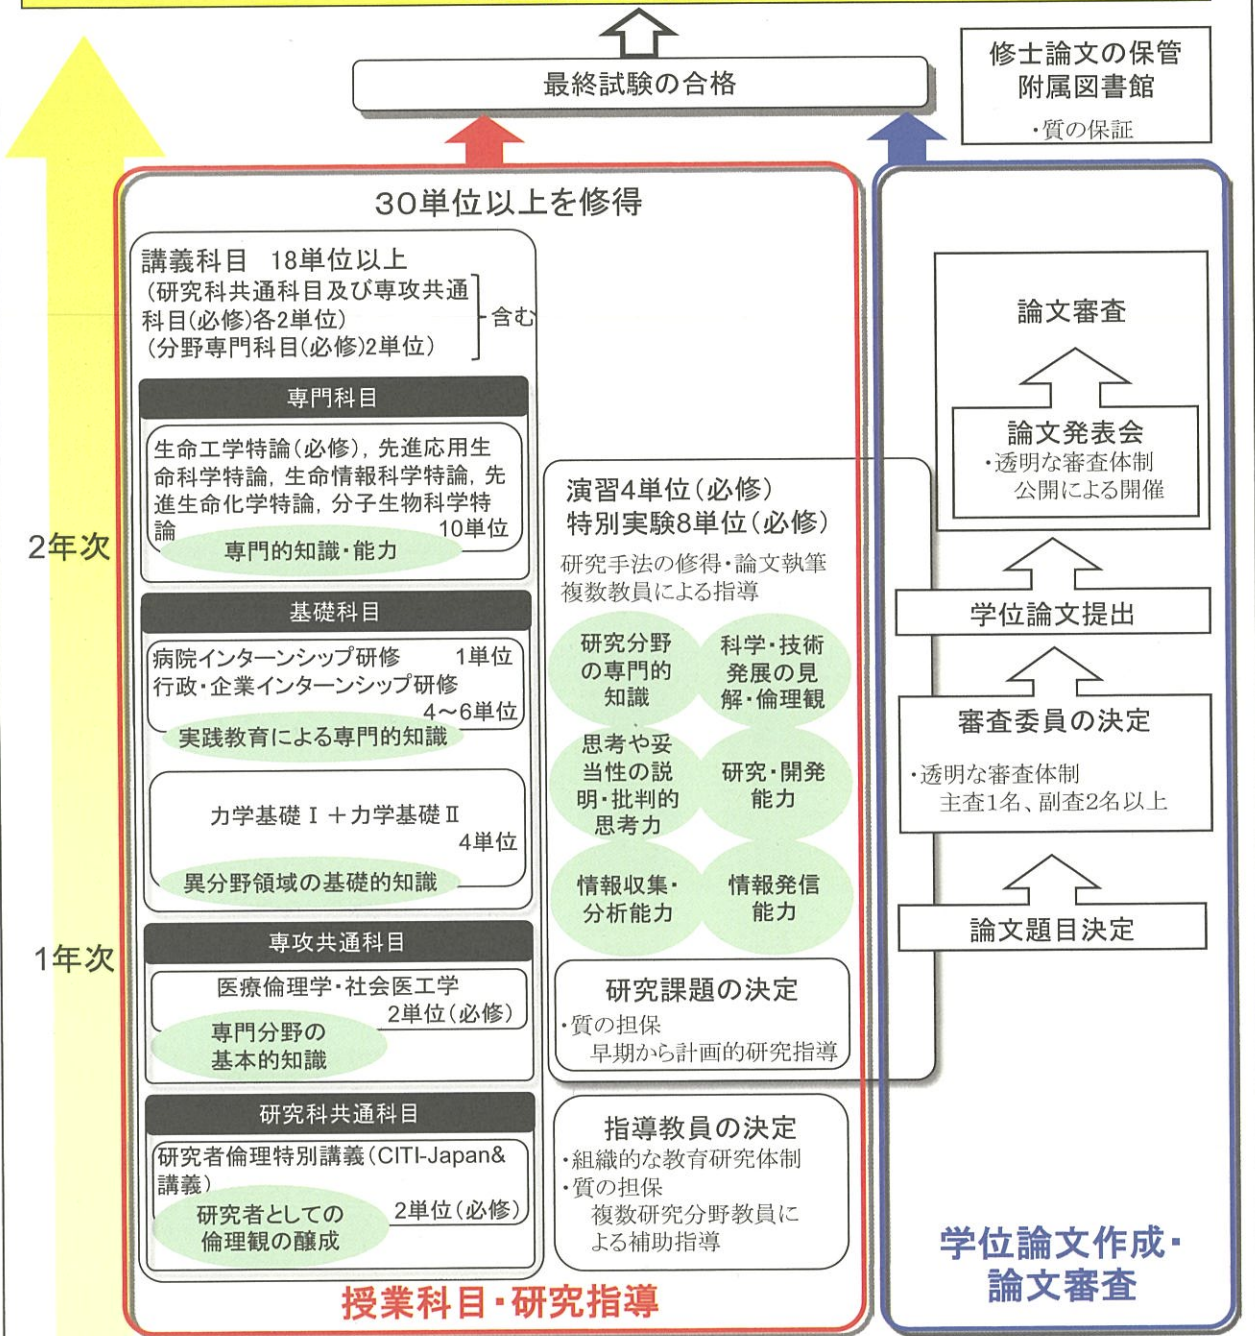 最終試験の合格
修士論文の保管
附属図書館
・質の保証
30単位以上を修得
講義科目 18単位以上
(研究科共通科目及び専攻共通
科目(必修)各2単位)
(分野専門科目(必修)2単位)
含む
専門科目
生命工学特論(必修), 先進応用生
命科学特論, 生命情報科学特論, 先
進生命化学特論, 分子生物科学特
論
10単位
専門的知識・能力
2年次
基礎科目
病院インターンシップ研修 1単位
行政・企業インターンシップ研修
4～6単位
実践教育による専門的知識
力学基礎Ⅰ+力学基礎Ⅱ
4単位
異分野領域の基礎的知識
1年次
専攻共通科目
医療倫理学・社会医工学
2単位(必修)
専門分野の
基本的知識
研究科共通科目
研究者倫理特別講義(CITI-Japan&
講義)
2単位(必修)
研究者としての
倫理観の醸成
演習4単位(必修)
特別実験8単位(必修)
研究手法の修得・論文執筆
複数教員による指導
研究分野
の専門的
知識
科学・技術
発展の見
解・倫理観
思考や妥
当性の説
明・批判的
思考力
研究・開発
能力
情報収集・
分析能力
情報発信
能力
研究課題の決定
・質の担保
早期から計画的研究指導
指導教員の決定
・組織的な教育研究体制
・質の担保
複数研究分野教員に
よる補助指導
授業科目・研究指導
論文審査
論文発表会
・透明な審査体制
公開による開催
学位論文提出
審査委員の決定
・透明な審査体制
主査1名、副査2名以上
論文題目決定
学位論文作成・
論文審査